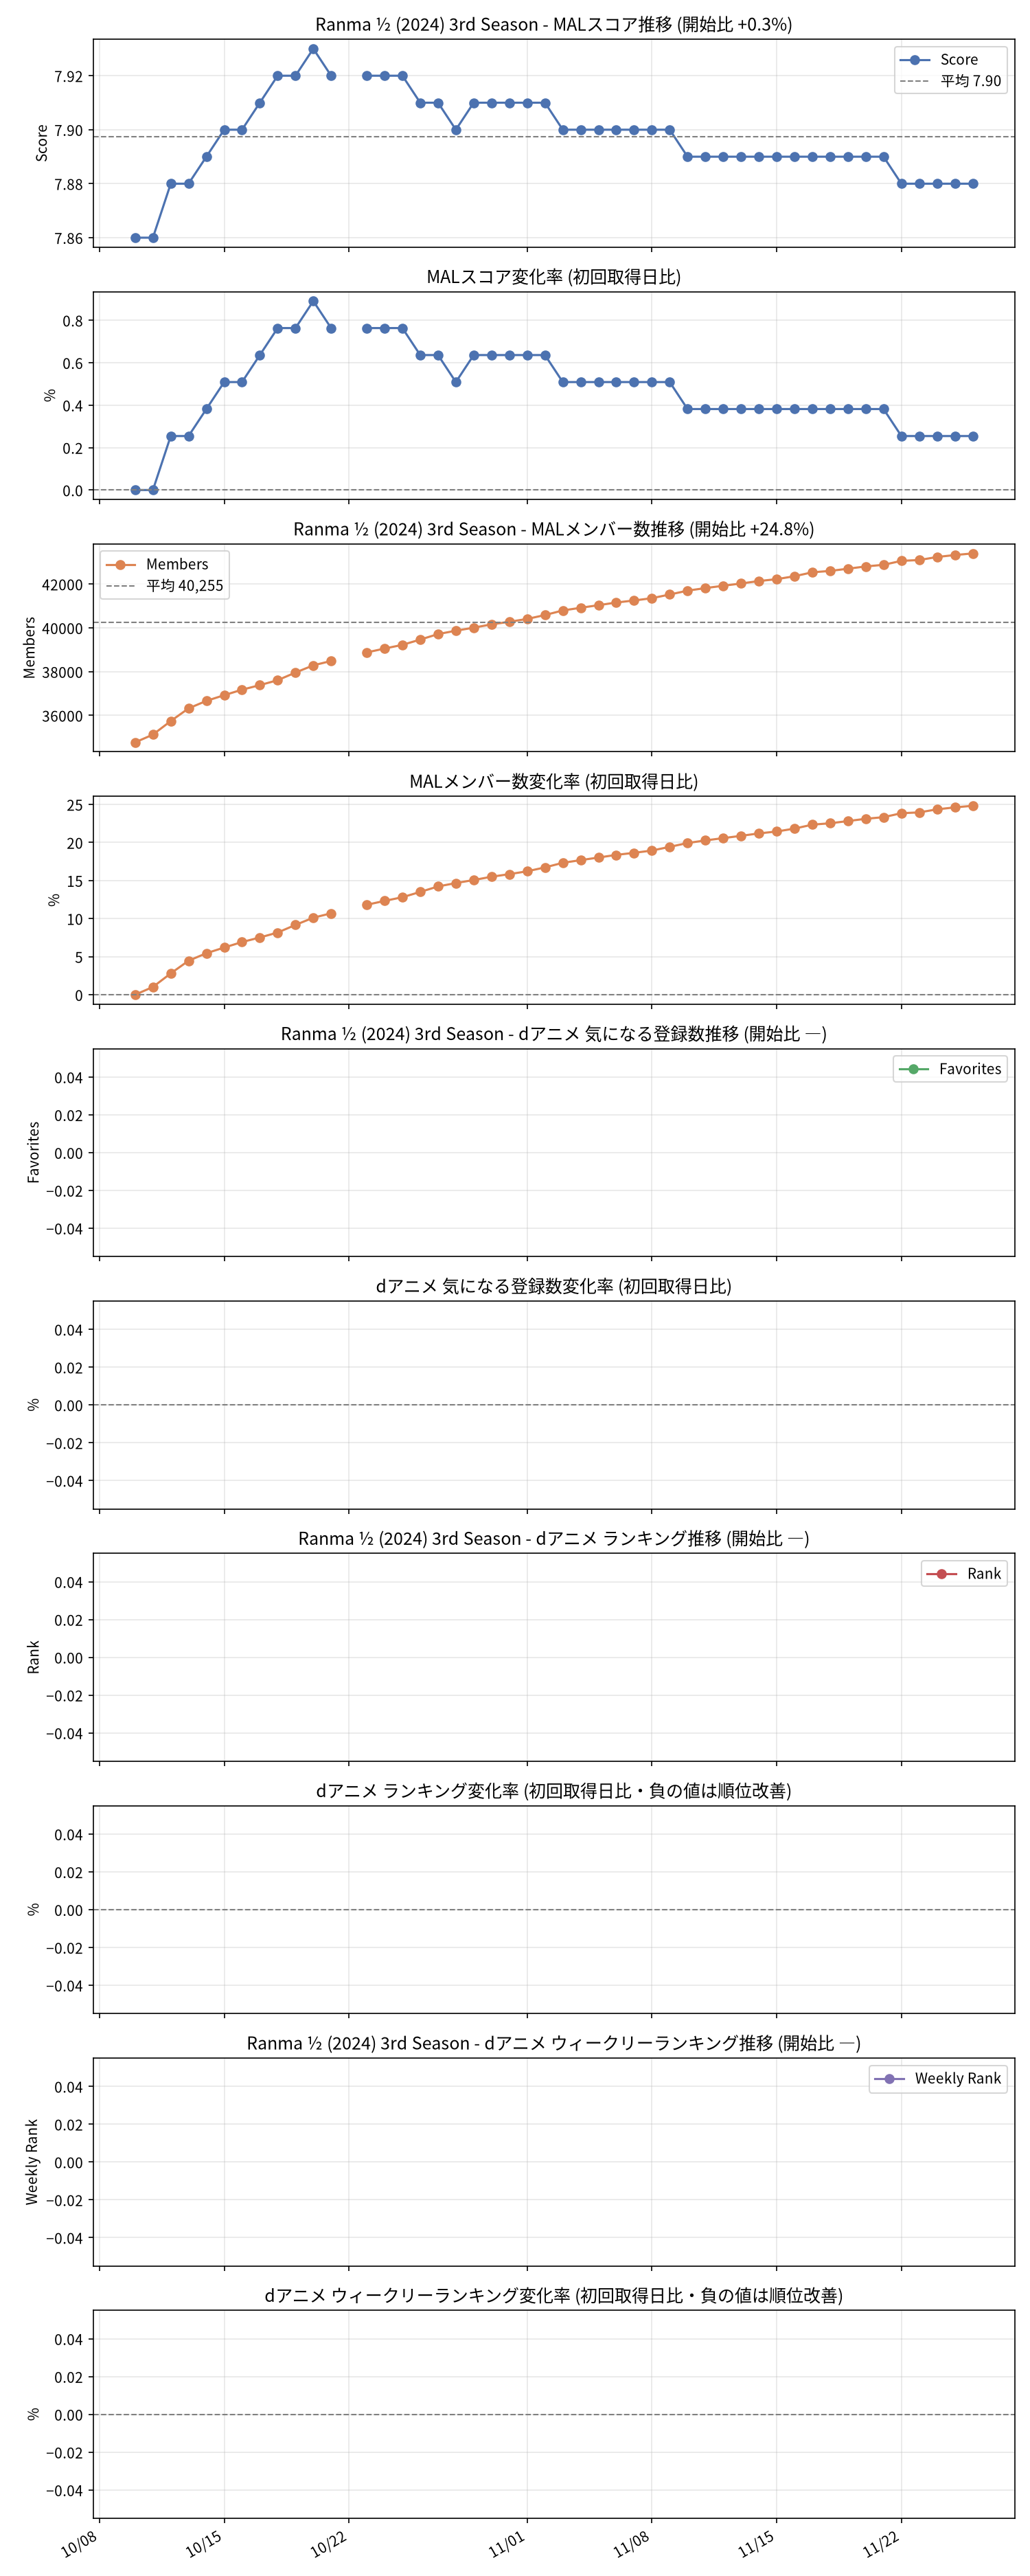 Ranma ½ (2024) 3rd Season - MALスコア推移 (開始比 +0.3%)
Score
7.92
7.90
7.88
7.86
Score
平均 7.90
MALスコア変化率 (初回取得日比)
%
0.8
0.6
0.4
0.2
0.0
Ranma ½ (2024) 3rd Season - MALメンバー数推移 (開始比 +24.8%)
Members
42000
40000
38000
36000
Members
平均 40,255
MALメンバー数変化率 (初回取得日比)
%
25
20
15
10
5
0
Ranma ½ (2024) 3rd Season - dアニメ 気になる登録数推移 (開始比 —)
Favorites
0.04
0.02
0.00
−0.02
−0.04
Favorites
dアニメ 気になる登録数変化率 (初回取得日比)
%
0.04
0.02
0.00
−0.02
−0.04
Ranma ½ (2024) 3rd Season - dアニメ ランキング推移 (開始比 —)
Rank
0.04
0.02
0.00
−0.02
−0.04
Rank
dアニメ ランキング変化率 (初回取得日比・負の値は順位改善)
%
0.04
0.02
0.00
−0.02
−0.04
Ranma ½ (2024) 3rd Season - dアニメ ウィークリーランキング推移 (開始比 —)
Weekly Rank
0.04
0.02
0.00
−0.02
−0.04
Weekly Rank
dアニメ ウィークリーランキング変化率 (初回取得日比・負の値は順位改善)
%
0.04
0.02
0.00
−0.02
−0.04
10/08
10/15
10/22
11/01
11/08
11/15
11/22